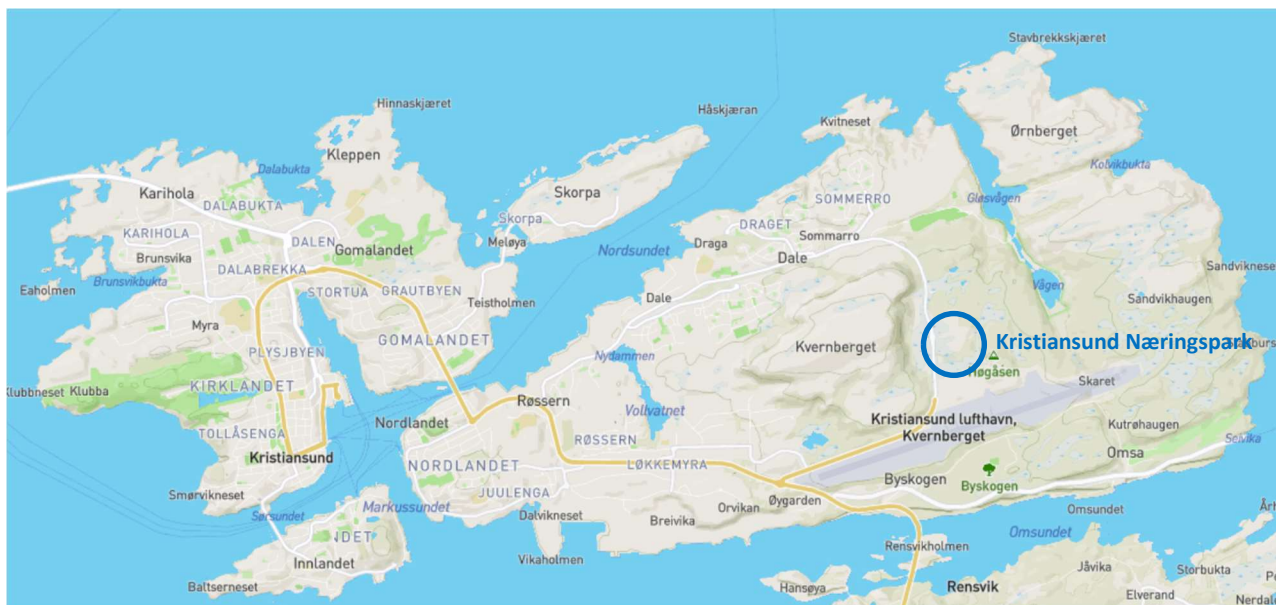 Stavbrekkskjæret
Hinnaskjæret
Håskjæran
Kvitneset
Ørnberget
Kleppen
Kolvikbukta
Dalabukta
Karihola
Skorpa
DALABUKTA
SOMMERRO
Gløsvågen
Skorpa
DRAGET
KARIHOLA
DALEN
Sommarro
Meløya
Nordsundet
Draga
Gomalandet
Brunsvika
Dale
DALABREKKA
Sandviknese
Brunsvikbukta
Vågen
Eaholmen
STORTUA
GRAUTBYEN
Teistholmen
Dale
Sandvikhaugen
Myra
GOMALANDET
Kristiansund Næringspark
Kvernberget
PLYSJBYEN
Nydammen
Høgåsen
Klubbneset
Klubba
KIRKLANDET
Skaret
Røssern
Vollvatnet
Nordlandet
Kristiansund lufthavn,
Kvernberget
Kutrøhaugen
TOLLÅSENGA
RØSSERN
Seivika
Kristiansund
NORDLANDET
LØKKEMYRA
Omsa
Byskogen
Byskogen
Smørvikneset
JUULENGA
Øygarden
Markussundet
Orvikan
Sørsundet
Dalvikneset
Breivika
Omsundet
Omsundet
Rensvikholmen
Vikaholmen
Innlandet
Jåvika
Storbukta
Baltserneset
Hansøya
Rensvik
Elverand
Nerdale